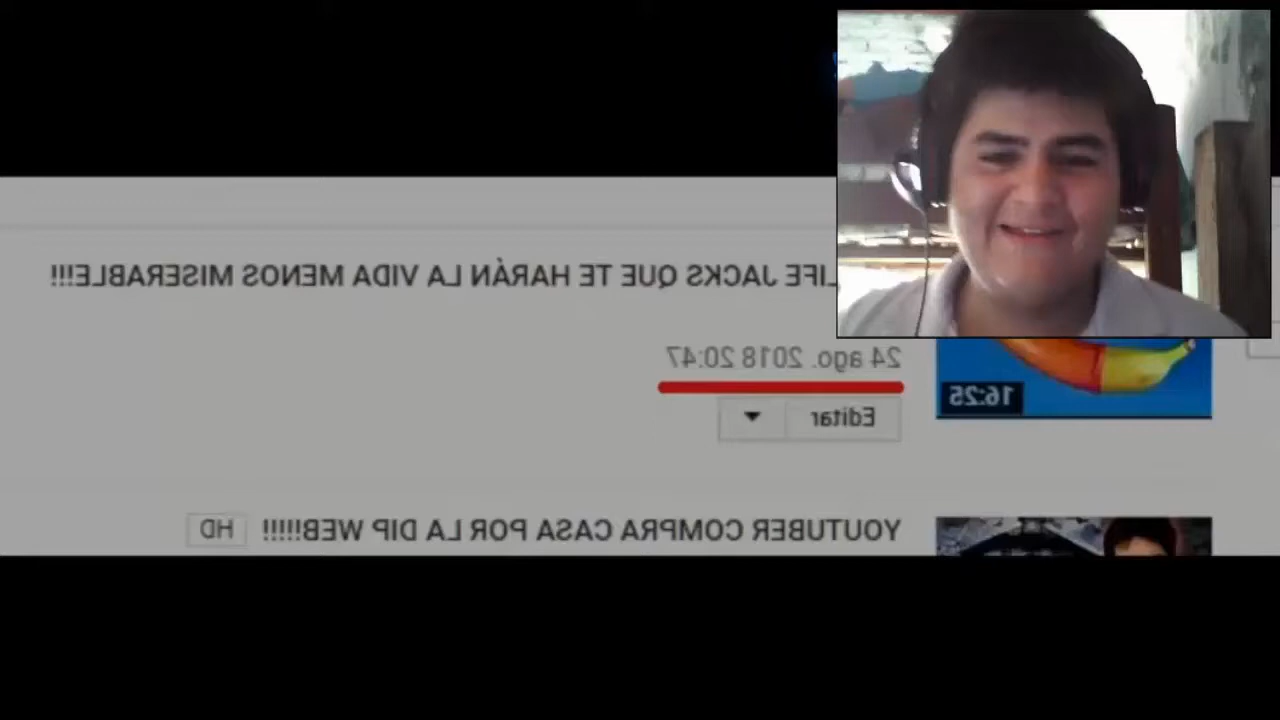 LIFE JACKS QUE TE HARÁN LA VIDA MENOS MISERABLE!!!
24 ago. 2018 20:47
Editar
16:25
YOUTUBER COMPRA CASA POR LA DIP WEB!!!!!! HD